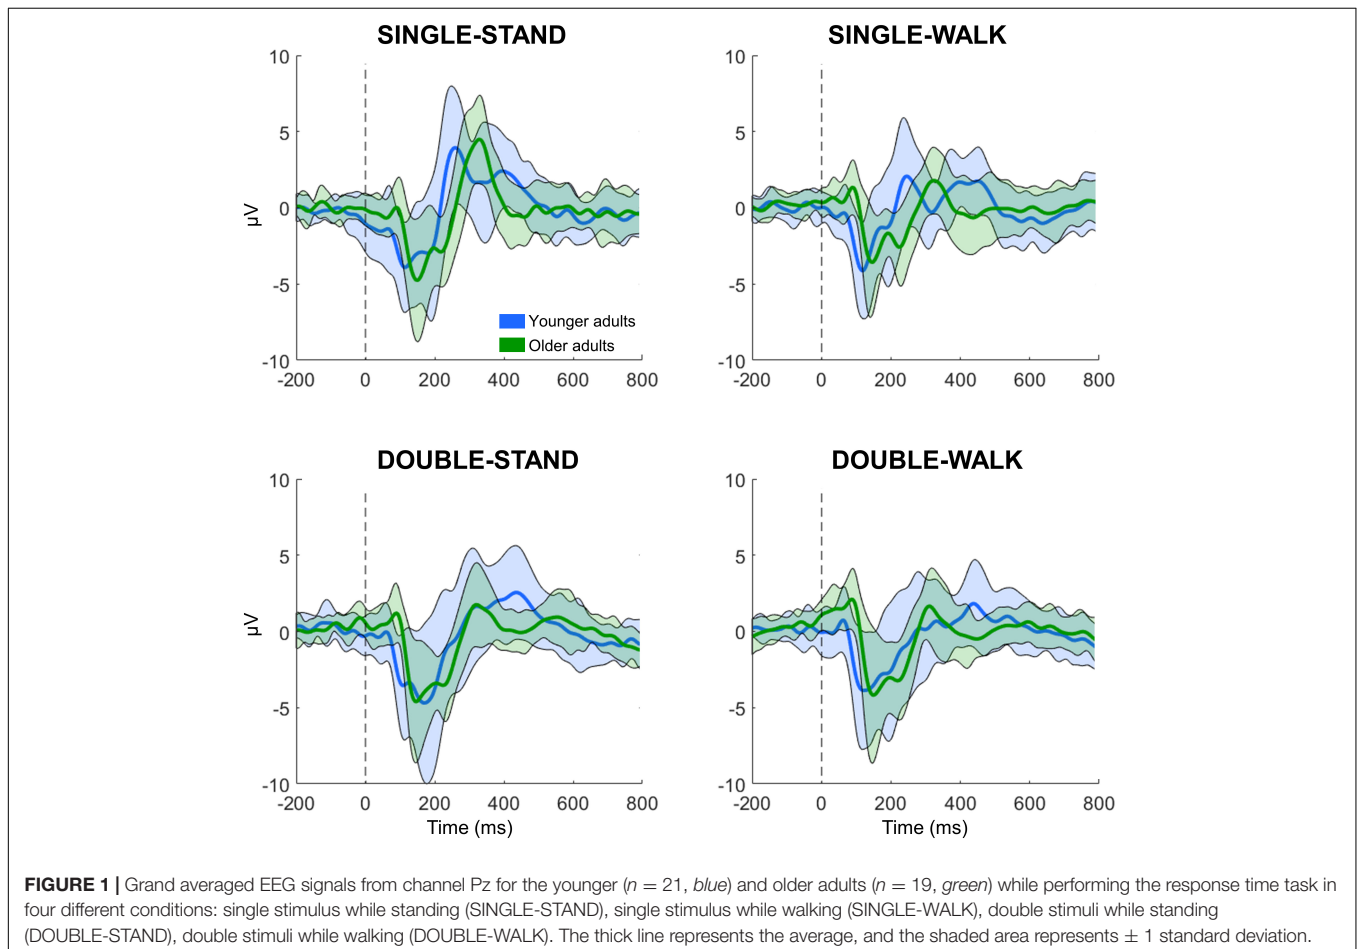 SINGLE-STAND
SINGLE-WALK
10
5
0
-5
-10
µV
-200 0 200 400 600 800
Younger adults
Older adults
10
5
0
-5
-10
-200 0 200 400 600 800
DOUBLE-STAND
DOUBLE-WALK
10
5
0
-5
-10
µV
-200 0 200 400 600 800
Time (ms)
10
5
0
-5
-10
-200 0 200 400 600 800
Time (ms)
FIGURE 1 | Grand averaged EEG signals from channel Pz for the younger (n = 21, blue) and older adults (n = 19, green) while performing the response time task in
four different conditions: single stimulus while standing (SINGLE-STAND), single stimulus while walking (SINGLE-WALK), double stimuli while standing
(DOUBLE-STAND), double stimuli while walking (DOUBLE-WALK). The thick line represents the average, and the shaded area represents ± 1 standard deviation.